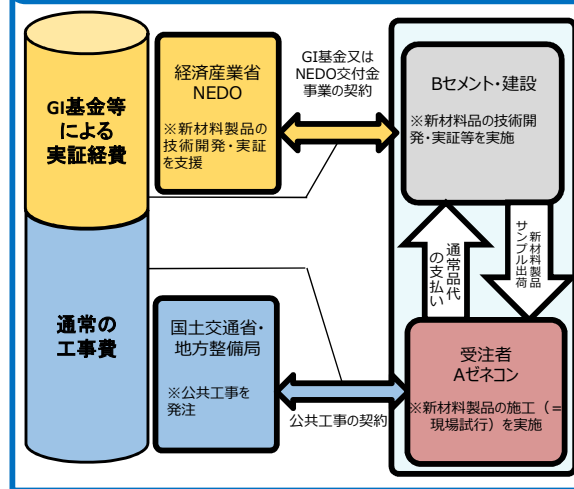 GI基金等
による
実証経費
通常の
工事費
経済産業省
NEDO
※新材料製品の
技術開発・実証
を支援
GI基金又は
NEDO交付金
事業の契約
Bセメント・建設
※新材料品の技術開
発・実証等を実施
通常品代
の支払い
新材料製品
サンプル出荷
国土交通省・
地方整備局
※公共工事を
発注
公共工事の契約
受注者
Aゼネコン
※新材料製品の施工（＝
現場試行）を実施